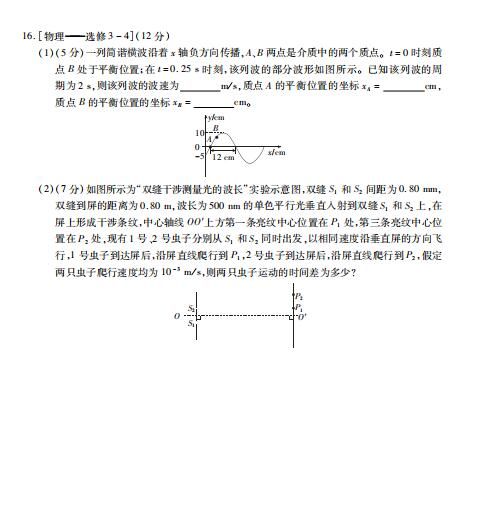 16.[物理——选修3-4](12分)
(1)(5分)一列简谐横波沿着x轴负方向传播,A、B两点是介质中的两个质点。t=0时刻质
点B处于平衡位置;在t=0.25 s时刻,该列波的部分波形如图所示。已知该列波的周
期为2 s,则该列波的波速为________m/s,质点A的平衡位置的坐标xA=________cm,
质点B的平衡位置的坐标xB=________cm。
y/cm
10
B
A
0
-5
12 cm
x/cm
(2)(7分)如图所示为“双缝干涉测量光的波长”实验示意图,双缝S1和S2间距为0.80 mm,
双缝到屏的距离为0.80 m,波长为500 nm的单色平行光垂直入射到双缝S1和S2上,在
屏上形成干涉条纹,中心轴线OO′上方第一条亮纹中心位置在P1处,第三条亮纹中心位
置在P2处,现有1号、2号虫子分别从S1和S2同时出发,以相同速度沿垂直屏的方向飞
行,1号虫子到达屏后,沿屏直线爬行到P1,2号虫子到达屏后,沿屏直线爬行到P2,假定
两只虫子爬行速度均为10⁻³ m/s,则两只虫子运动的时间差为多少?
P2
S2
P1
O
O′
S1